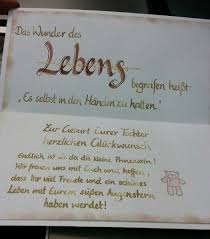 Das Wunder des
Lebens
begreifen heißt:
"Es selbst in den Händen zu halten."
Zur Geburt Eurer Tochter
herzlichen Glückwunsch
Endlich ist sie da die kleine Prinzessin!
Wir freuen uns mit Euch und hoffen,
dass Ihr viel Freude und ein schönes
Leben mit Eurem süßen Augenstern
haben werdet!